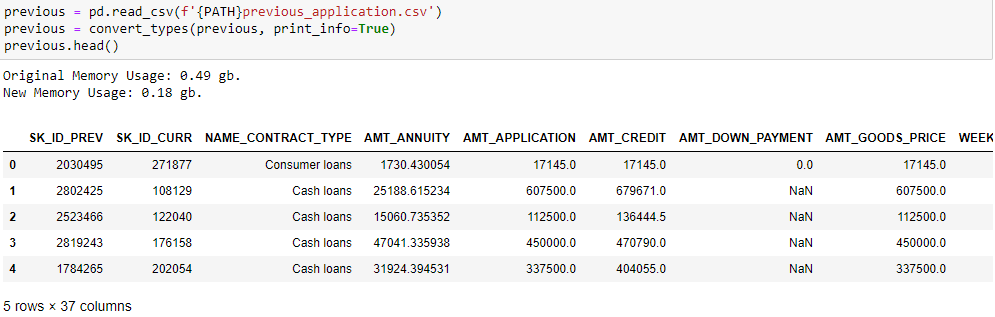 previous = pd.read_csv(f'{PATH}previous_application.csv')
previous = convert_types(previous, print_info=True)
previous.head()
Original Memory Usage: 0.49 gb.
New Memory Usage: 0.18 gb.
SK_ID_PREV SK_ID_CURR NAME_CONTRACT_TYPE AMT_ANNUITY AMT_APPLICATION AMT_CREDIT AMT_DOWN_PAYMENT AMT_GOODS_PRICE WEEK
0 2030495 271877 Consumer loans 1730.430054 17145.0 17145.0 0.0 17145.0
1 2802425 108129 Cash loans 25188.615234 607500.0 679671.0 NaN 607500.0
2 2523466 122040 Cash loans 15060.735352 112500.0 136444.5 NaN 112500.0
3 2819243 176158 Cash loans 47041.335938 450000.0 470790.0 NaN 450000.0
4 1784265 202054 Cash loans 31924.394531 337500.0 404055.0 NaN 337500.0
5 rows × 37 columns